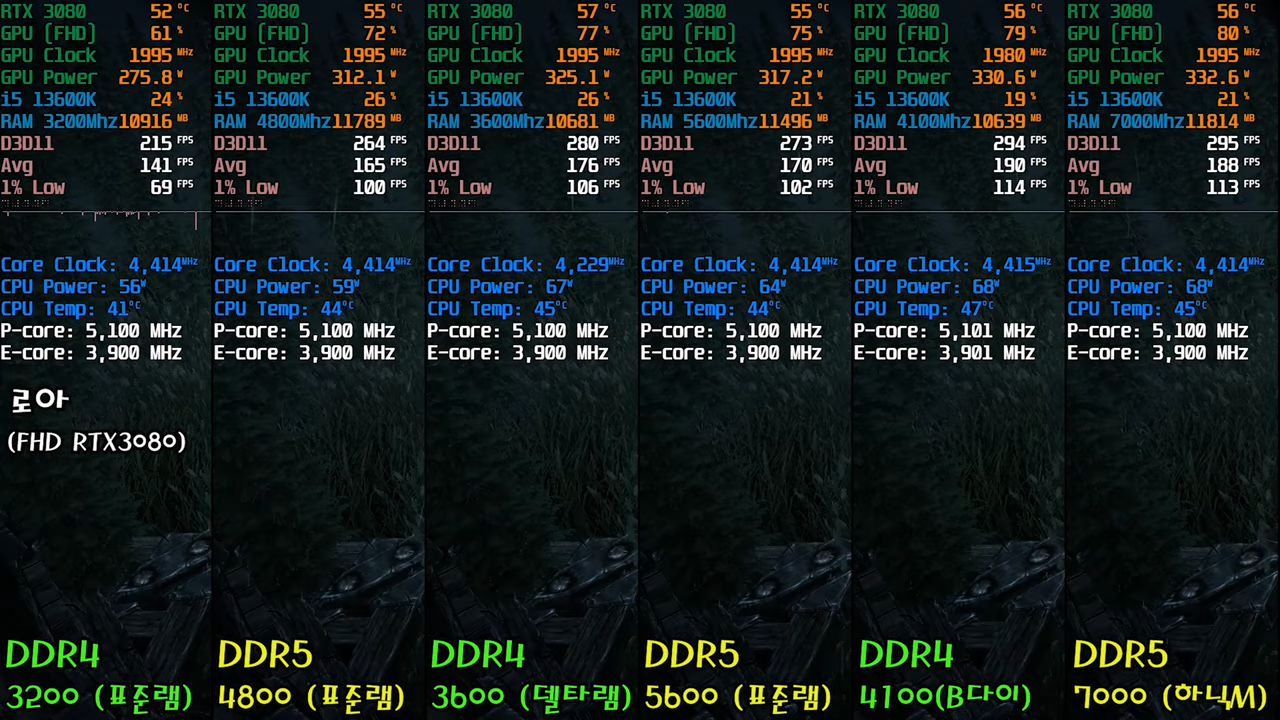 RTX 3080 52 °C
GPU (FHD) 61 %
GPU Clock 1995 MHz
GPU Power 275.8 W
i5 13600K 24 %
RAM 3200Mhz 10916 MB
D3D11 215 FPS
Avg 141 FPS
1% Low 69 FPS
Core Clock: 4,414 MHz
CPU Power: 56 W
CPU Temp: 41 °C
P-core: 5,100 MHz
E-core: 3,900 MHz
로아
(FHD RTX3080)
DDR4
3200 (표준램)
RTX 3080 55 °C
GPU (FHD) 72 %
GPU Clock 1995 MHz
GPU Power 312.1 W
i5 13600K 26 %
RAM 4800Mhz 11789 MB
D3D11 264 FPS
Avg 165 FPS
1% Low 100 FPS
Core Clock: 4,414 MHz
CPU Power: 59 W
CPU Temp: 44 °C
P-core: 5,100 MHz
E-core: 3,900 MHz
DDR5
4800 (표준램)
RTX 3080 57 °C
GPU (FHD) 77 %
GPU Clock 1995 MHz
GPU Power 325.1 W
i5 13600K 26 %
RAM 3600Mhz 10681 MB
D3D11 280 FPS
Avg 176 FPS
1% Low 106 FPS
Core Clock: 4,229 MHz
CPU Power: 67 W
CPU Temp: 45 °C
P-core: 5,100 MHz
E-core: 3,900 MHz
DDR4
3600 (델타램)
RTX 3080 55 °C
GPU (FHD) 75 %
GPU Clock 1995 MHz
GPU Power 317.2 W
i5 13600K 21 %
RAM 5600Mhz 11496 MB
D3D11 273 FPS
Avg 170 FPS
1% Low 102 FPS
Core Clock: 4,414 MHz
CPU Power: 64 W
CPU Temp: 44 °C
P-core: 5,100 MHz
E-core: 3,900 MHz
DDR5
5600 (표준램)
RTX 3080 56 °C
GPU (FHD) 79 %
GPU Clock 1980 MHz
GPU Power 330.6 W
i5 13600K 19 %
RAM 4100Mhz 10639 MB
D3D11 294 FPS
Avg 190 FPS
1% Low 114 FPS
Core Clock: 4,415 MHz
CPU Power: 68 W
CPU Temp: 47 °C
P-core: 5,101 MHz
E-core: 3,901 MHz
DDR4
4100(B다이)
RTX 3080 56 °C
GPU (FHD) 80 %
GPU Clock 1995 MHz
GPU Power 332.6 W
i5 13600K 21 %
RAM 7000Mhz 11814 MB
D3D11 295 FPS
Avg 188 FPS
1% Low 113 FPS
Core Clock: 4,414 MHz
CPU Power: 68 W
CPU Temp: 45 °C
P-core: 5,100 MHz
E-core: 3,900 MHz
DDR5
7000 (하닉M)